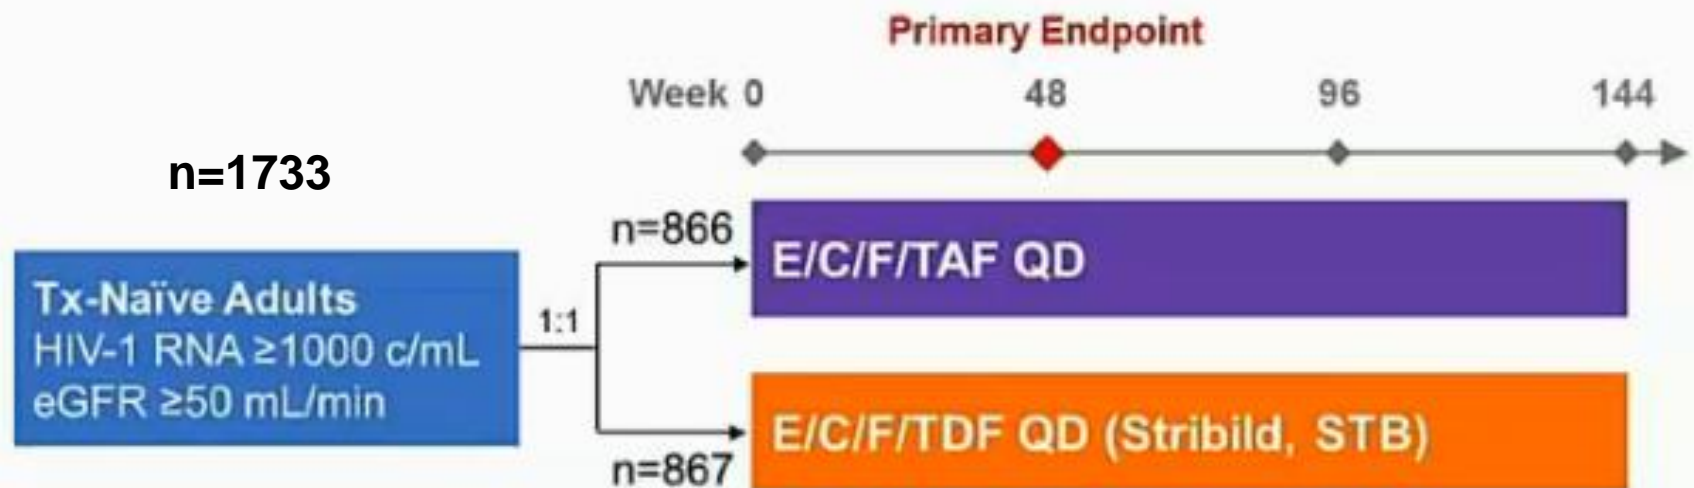 Primary Endpoint
Week 0 48 96 144
n=1733
n=866
E/C/F/TAF QD
Tx-Naïve Adults
HIV-1 RNA ≥1000 c/mL
eGFR ≥50 mL/min
1:1
E/C/F/TDF QD (Stribild, STB)
n=867